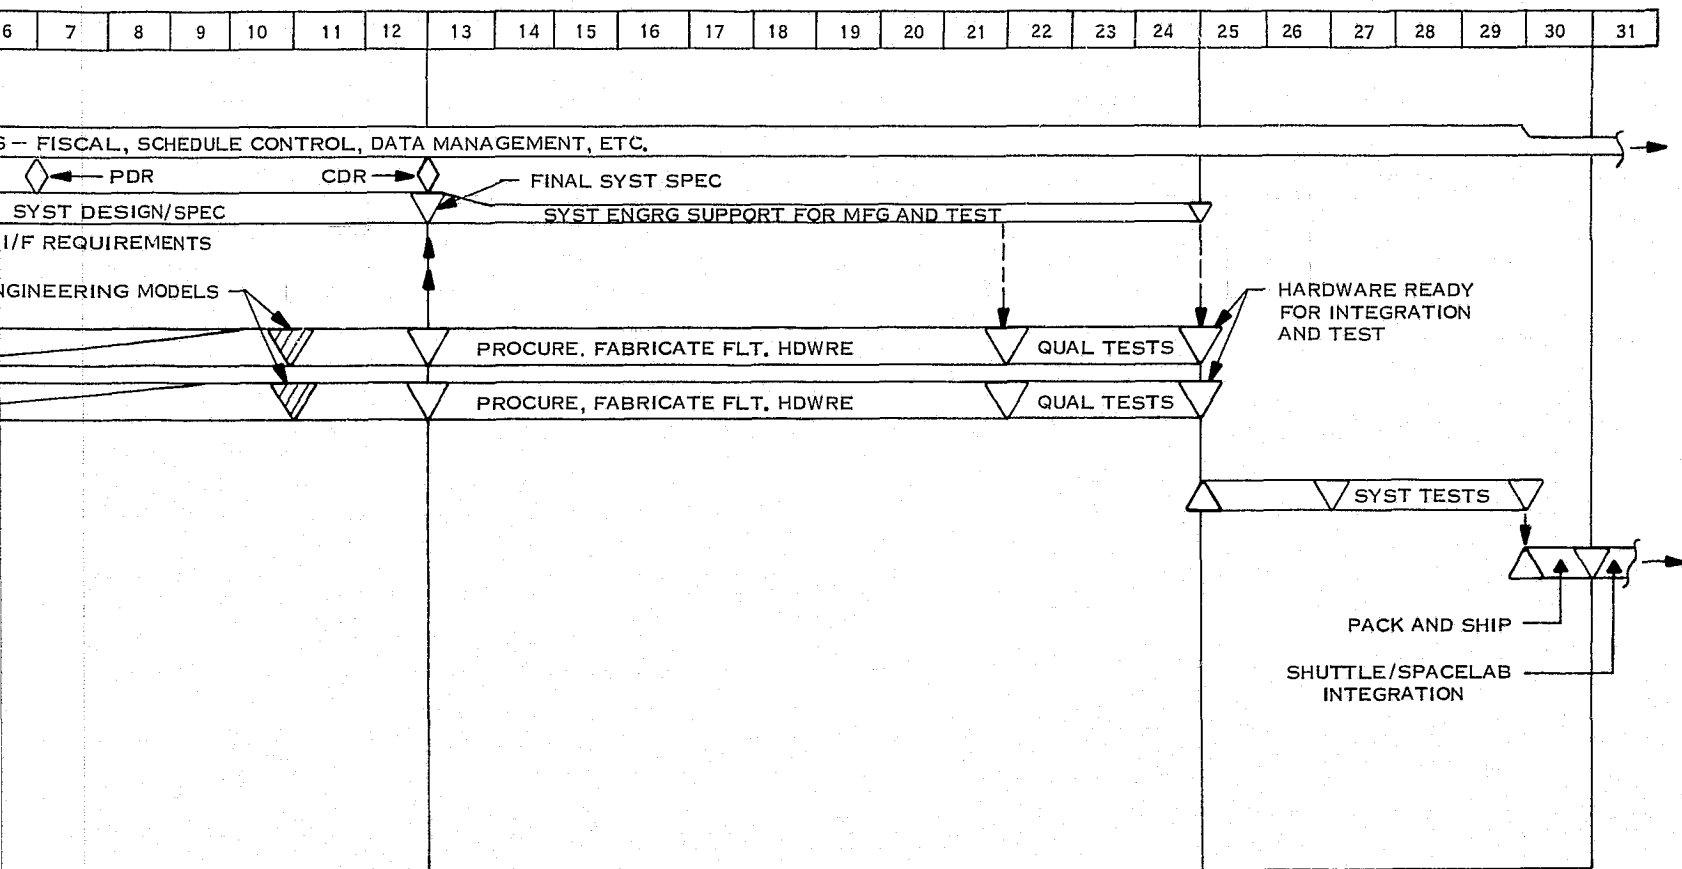 6 7 8 9 10 11 12 13 14 15 16 17 18 19 20 21 22 23 24 25 26 27 28 29 30 31
S – FISCAL, SCHEDULE CONTROL, DATA MANAGEMENT, ETC.
PDR CDR
FINAL SYST SPEC
SYST DESIGN/SPEC SYST ENGRG SUPPORT FOR MFG AND TEST
I/F REQUIREMENTS
NGINEERING MODELS
HARDWARE READY
FOR INTEGRATION
AND TEST
PROCURE. FABRICATE FLT. HDWRE QUAL TESTS
PROCURE, FABRICATE FLT. HDWRE QUAL TESTS
SYST TESTS
PACK AND SHIP
SHUTTLE/SPACELAB
INTEGRATION